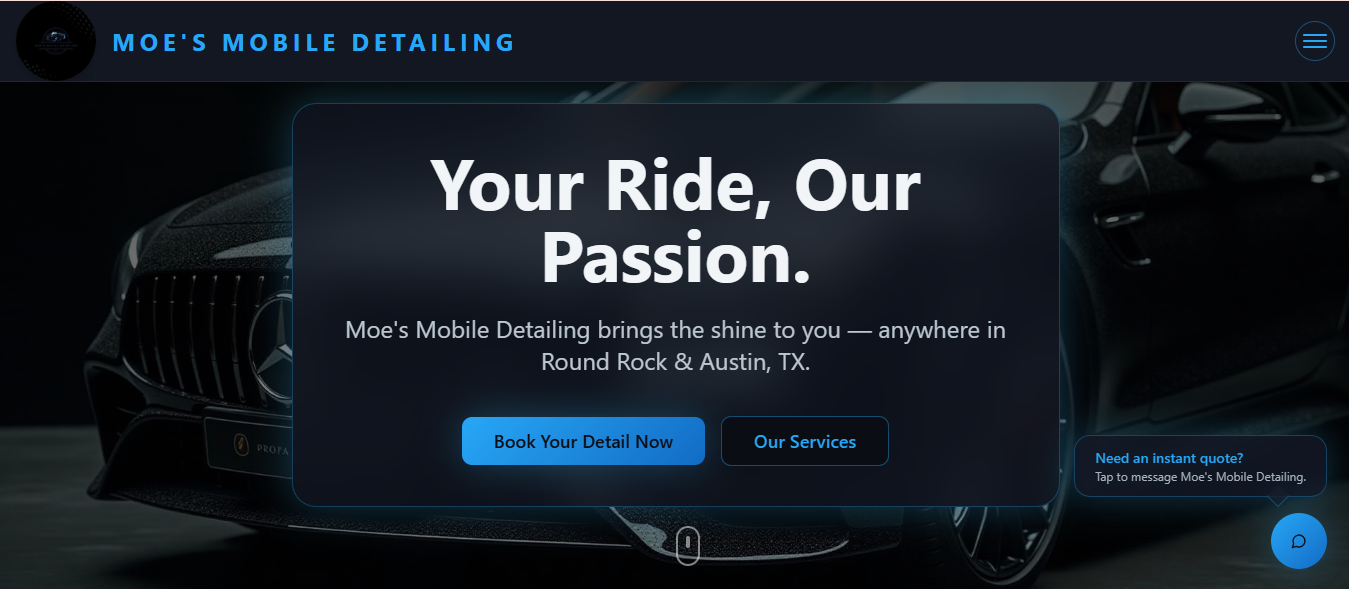 MOE'S MOBILE DETAILING
Your Ride, Our
Passion.
Moe's Mobile Detailing brings the shine to you — anywhere in
Round Rock & Austin, TX.
Book Your Detail Now
Our Services
PROPA
Need an instant quote?
Tap to message Moe's Mobile Detailing.